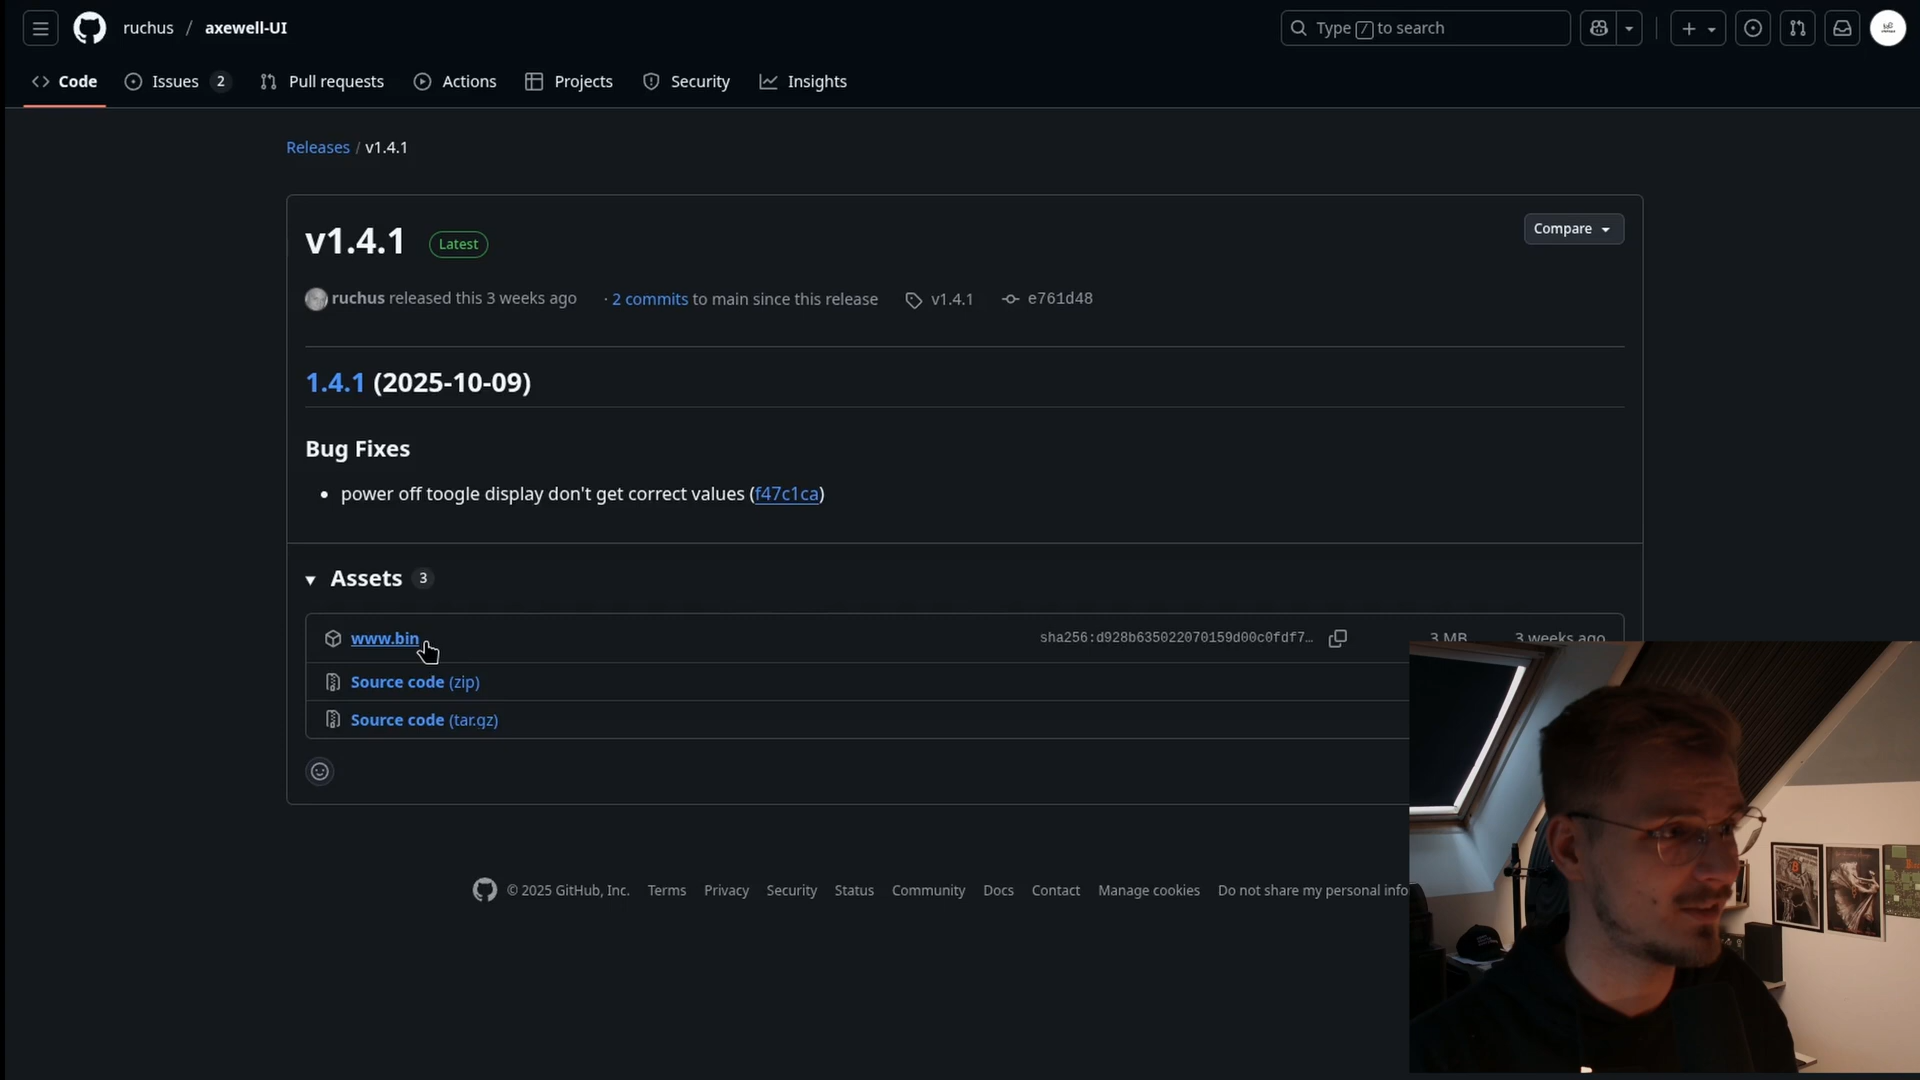 ruchus / axewell-UI
Type / to search
Code
Issues 2
Pull requests
Actions
Projects
Security
Insights
Releases / v1.4.1
v1.4.1
Latest
Compare
ruchus released this 3 weeks ago
· 2 commits to main since this release
v1.4.1
e761d48
1.4.1 (2025-10-09)
Bug Fixes
• power off toogle display don't get correct values (f47c1ca)
Assets 3
www.bin
sha256:d928b635022070159d00c0fdf7…
3 MB
3 weeks ago
Source code (zip)
Source code (tar.gz)
© 2025 GitHub, Inc.
Terms
Privacy
Security
Status
Community
Docs
Contact
Manage cookies
Do not share my personal info